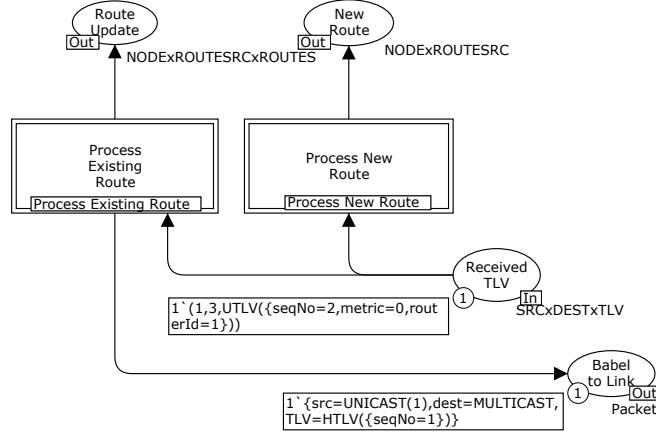 Route
Update
Out
NODExROUTESRCxROUTES
New
Route
Out
NODExROUTESRC
Process
Existing
Route
Process Existing Route
Process New
Route
Process New Route
Received
TLV
1
In
SRCxDESTxTLV
1`(1,3,UTLV({seqNo=2,metric=0,rout
erId=1}))
Babel
to Link
1
Out
Packet
1`{src=UNICAST(1),dest=MULTICAST,
TLV=HTLV({seqNo=1})}